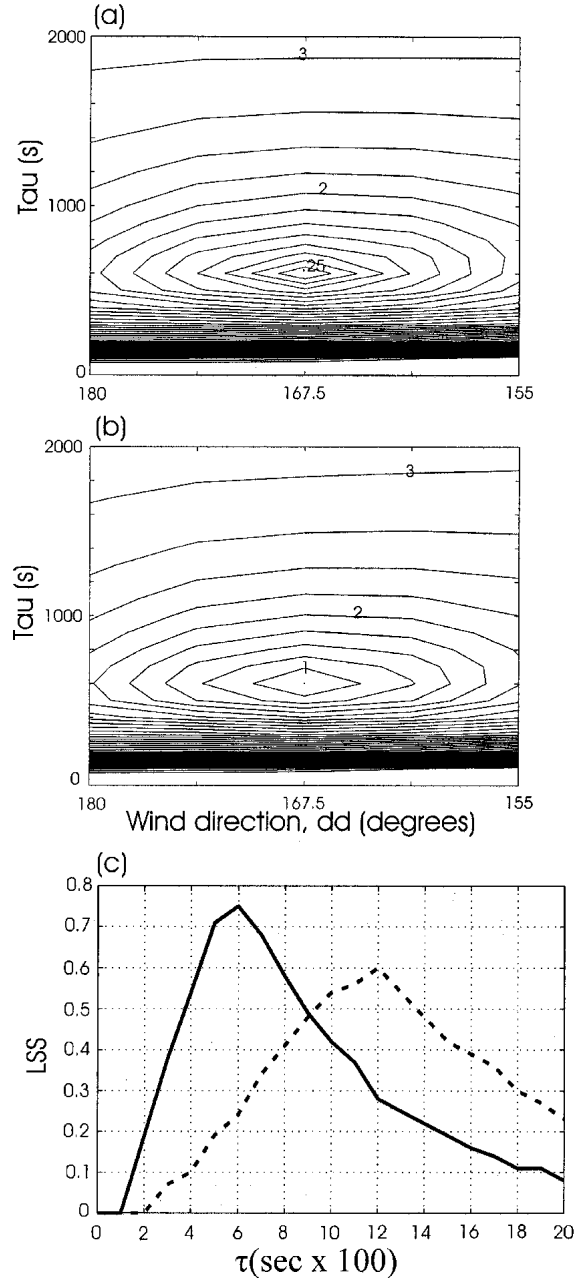 (a)
2000
3
Tau (s)
2
1000
.25
0
180 167.5 155
(b)
2000
3
Tau (s)
1000
2
1
0
180 167.5 155
Wind direction, dd (degrees)
(c)
0.8
0.7
0.6
0.5
LSS
0.4
0.3
0.2
0.1
0
0 2 4 6 8 10 12 14 16 18 20
τ(sec x 100)